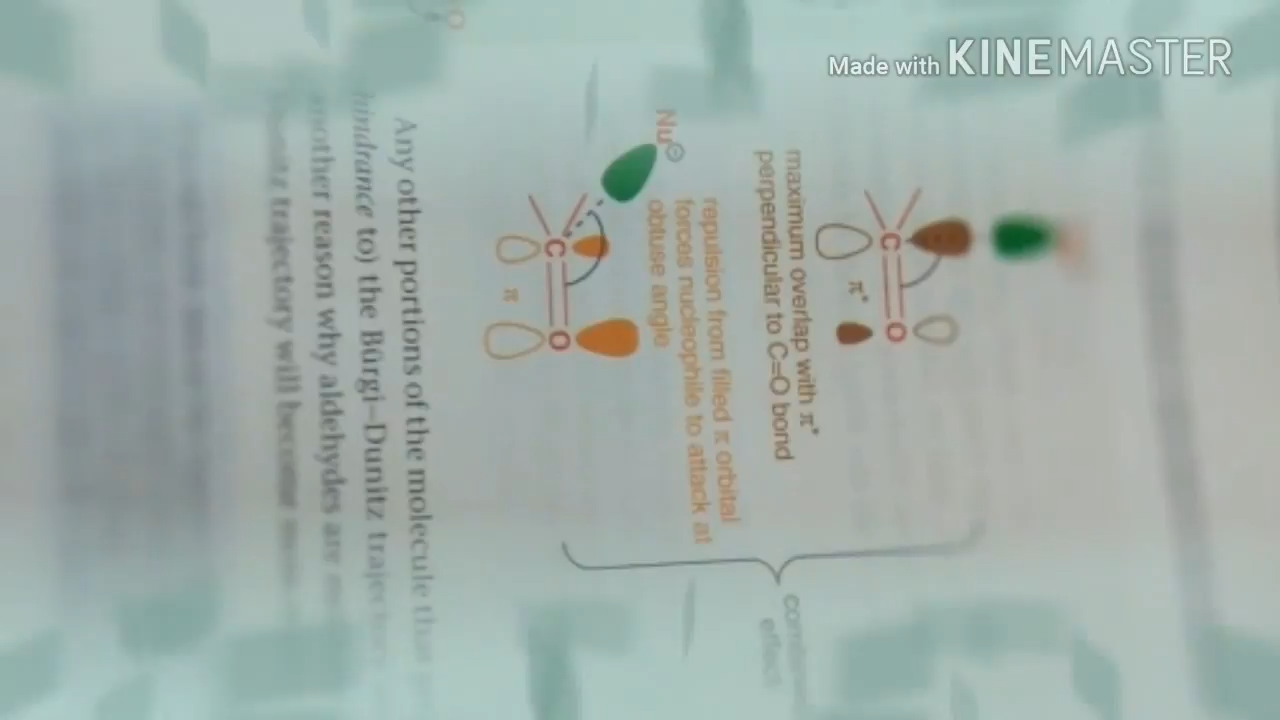 Made with KINEMASTER
C
O
π*
maximum overlap with π*
perpendicular to C=O bond
Nu⊖
repulsion from filled π orbital
forces nucleophile to attack at
obtuse angle
C
O
π
effect
Any other portions of the molecule
hindrance to) the Bürgi–Dunitz
another reason why aldehydes are
trajectory will become